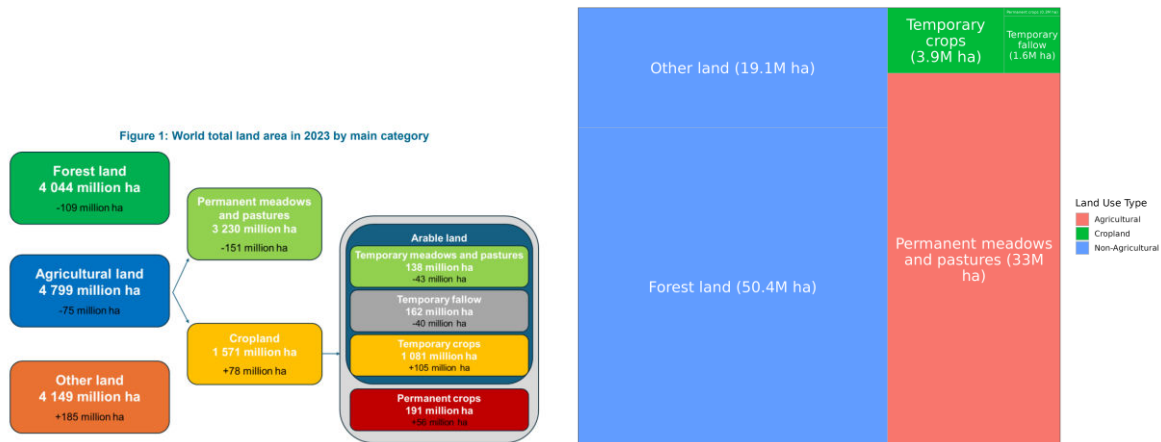 Figure 1: World total land area in 2023 by main category
Forest land
4 044 million ha
-109 million ha
Agricultural land
4 799 million ha
-75 million ha
Other land
4 149 million ha
+185 million ha
Permanent meadows
and pastures
3 230 million ha
-151 million ha
Cropland
1 571 million ha
+78 million ha
Arable land
Temporary meadows and pastures
138 million ha
-43 million ha
Temporary fallow
162 million ha
-40 million ha
Temporary crops
1 081 million ha
+105 million ha
Permanent crops
191 million ha
+56 million ha
Other land (19.1M ha)
Forest land (50.4M ha)
Temporary
crops
(3.9M ha)
Permanent crops
Temporary
fallow
(1.6M ha)
Permanent meadows
and pastures (33M
ha)
Land Use Type
Agricultural
Cropland
Non-Agricultural